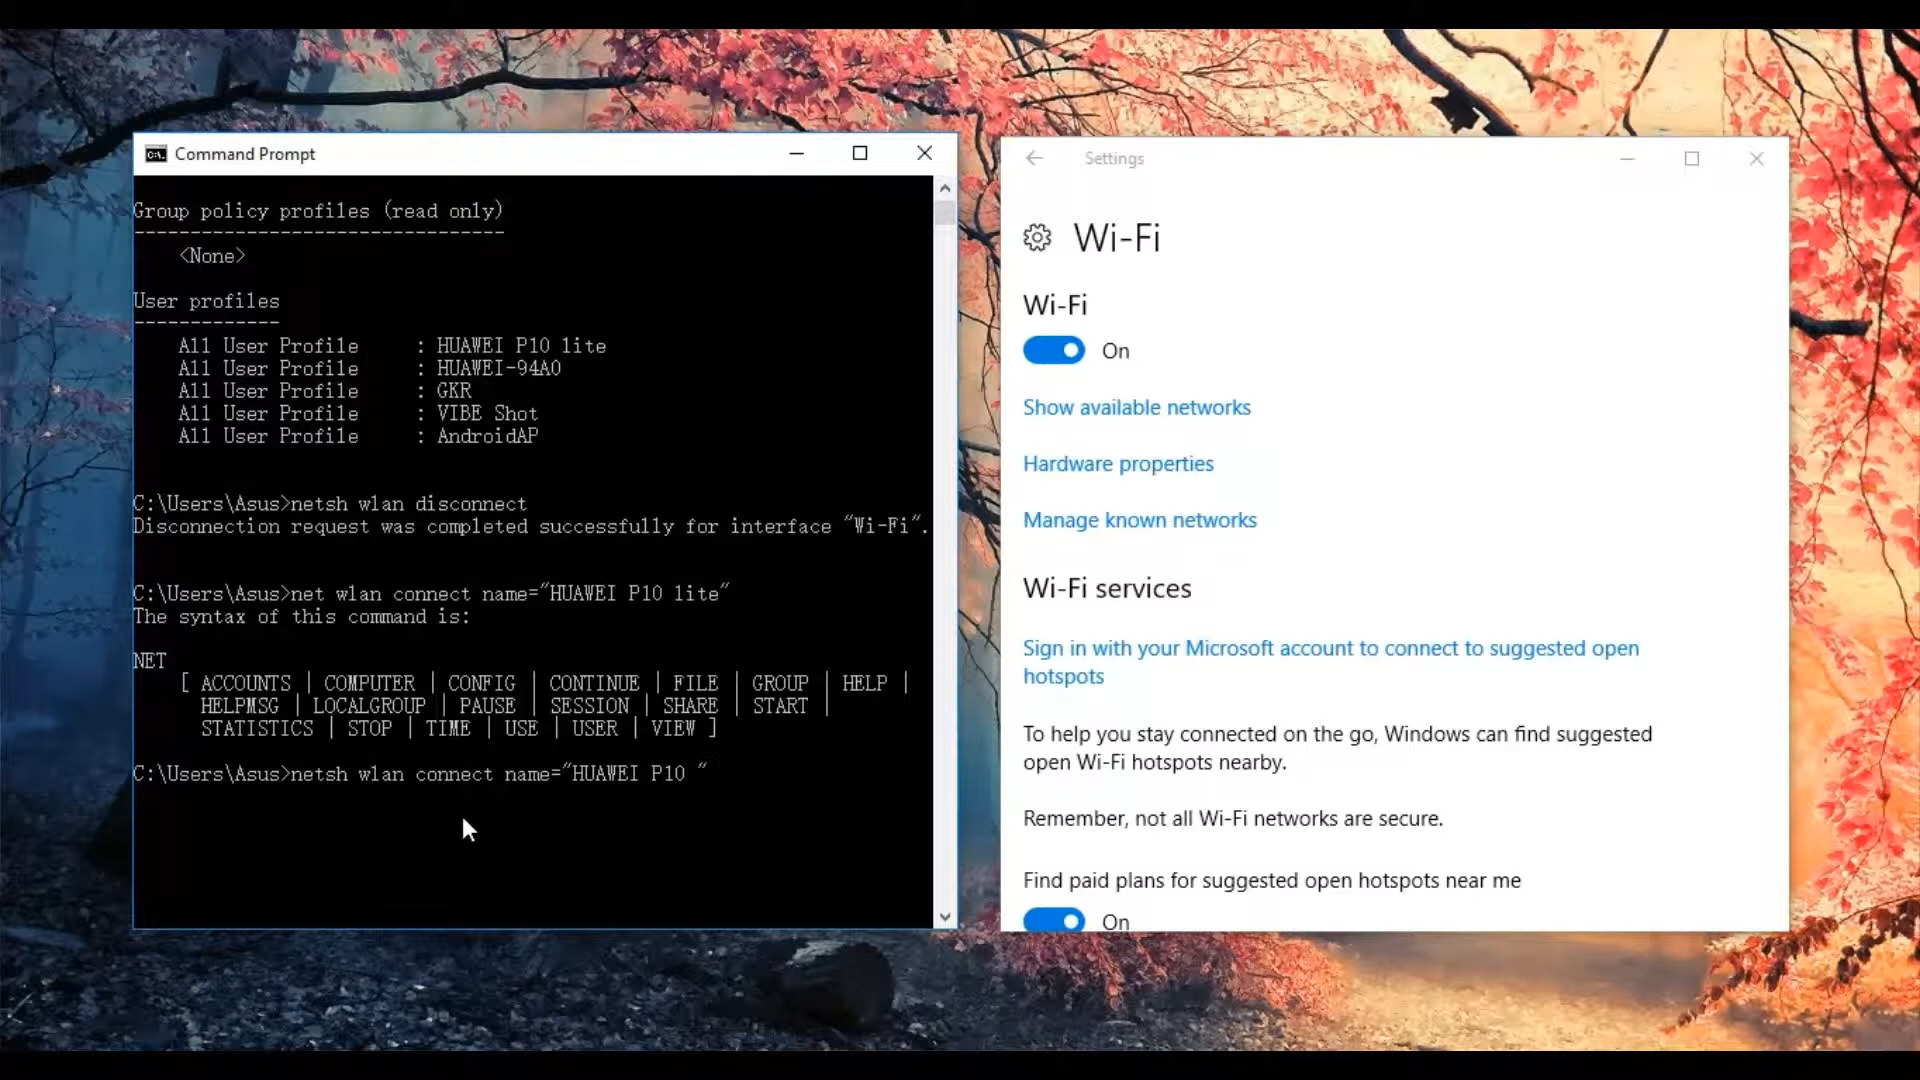 Command Prompt
Group policy profiles (read only)
---------------------------------
<None>
User profiles
-------------
All User Profile : HUAWEI P10 lite
All User Profile : HUAWEI-94A0
All User Profile : GKR
All User Profile : VIBE Shot
All User Profile : AndroidAP
C:\Users\Asus>netsh wlan disconnect
Disconnection request was completed successfully for interface "Wi-Fi".
C:\Users\Asus>net wlan connect name="HUAWEI P10 lite"
The syntax of this command is:
NET
[ ACCOUNTS | COMPUTER | CONFIG | CONTINUE | FILE | GROUP | HELP |
HELPMSG | LOCALGROUP | PAUSE | SESSION | SHARE | START |
STATISTICS | STOP | TIME | USE | USER | VIEW ]
C:\Users\Asus>netsh wlan connect name="HUAWEI P10 "
Settings
Wi-Fi
Wi-Fi
On
Show available networks
Hardware properties
Manage known networks
Wi-Fi services
Sign in with your Microsoft account to connect to suggested open
hotspots
To help you stay connected on the go, Windows can find suggested
open Wi-Fi hotspots nearby.
Remember, not all Wi-Fi networks are secure.
Find paid plans for suggested open hotspots near me
On